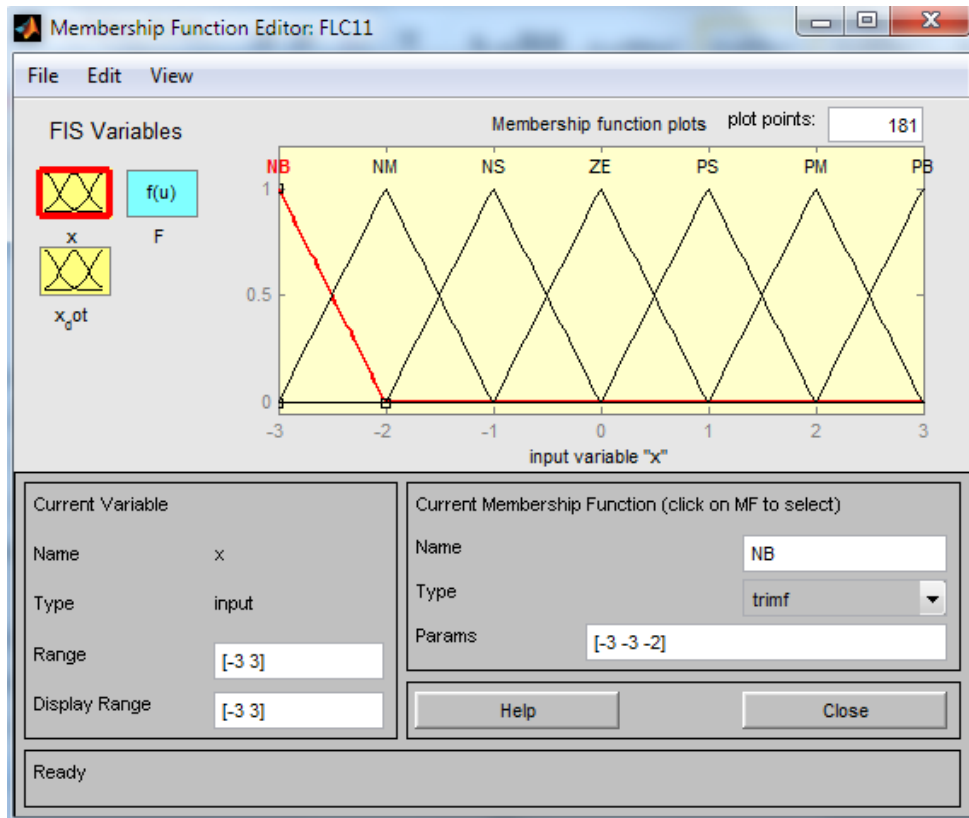 Membership Function Editor: FLC11
File Edit View
FIS Variables
Membership function plots plot points: 181
NB NM NS ZE PS PM PB
f(u)
x F
x_dot
1
0.5
0
-3 -2 -1 0 1 2 3
input variable "x"
Current Variable
Name x
Type input
Range [-3 3]
Display Range [-3 3]
Current Membership Function (click on MF to select)
Name NB
Type trimf
Params [-3 -3 -2]
Help Close
Ready